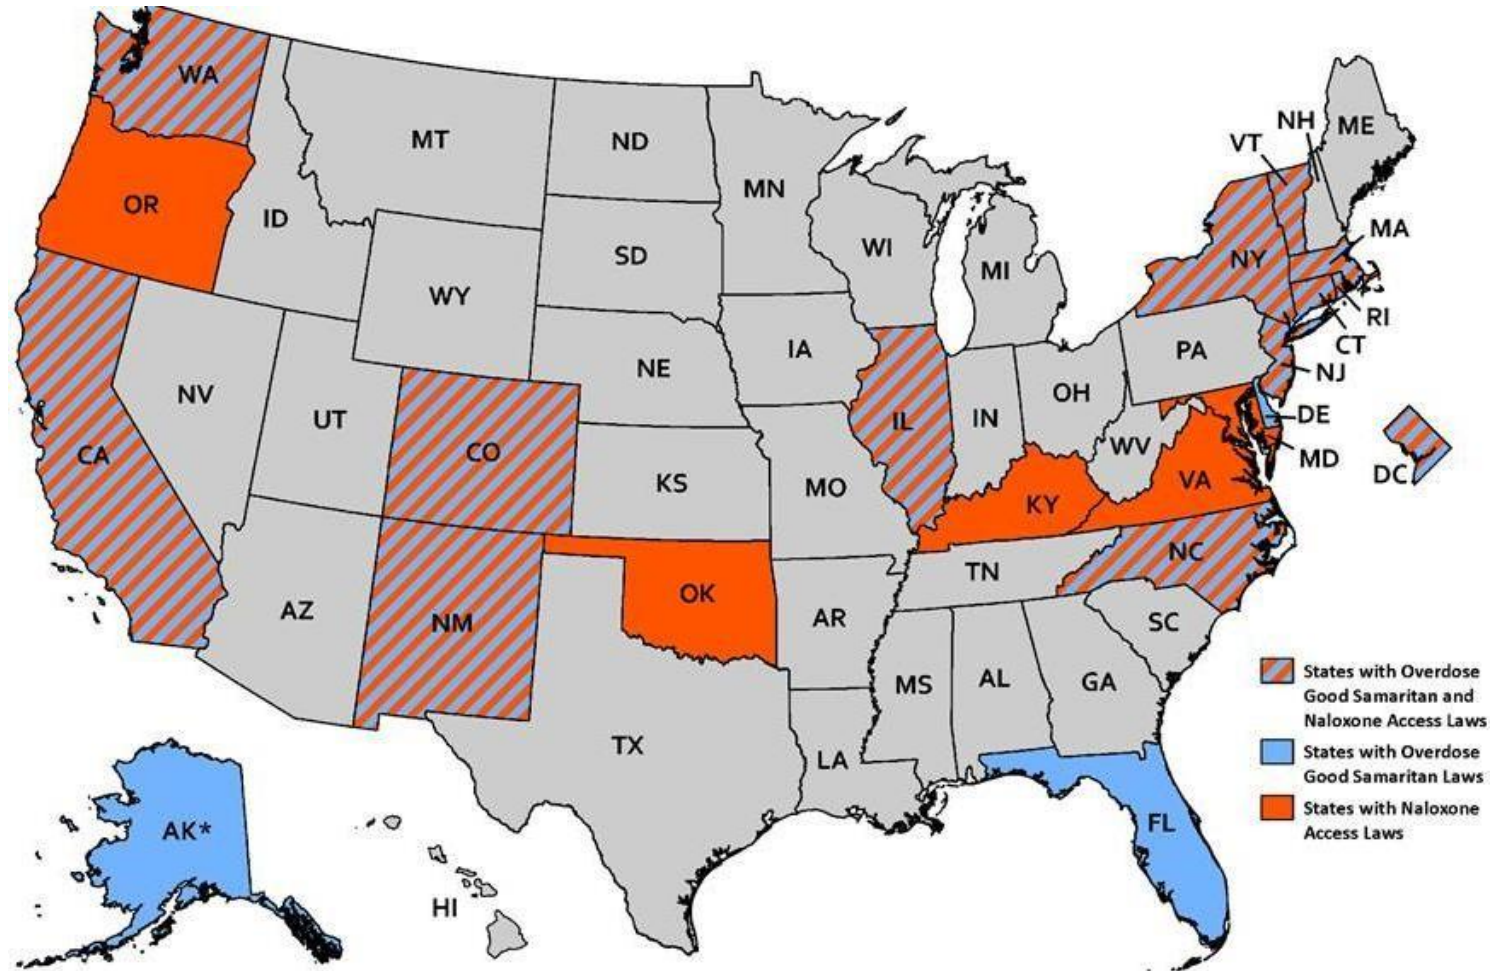 WA
MT
ND
MN
OR
ID
SD
WI
MI
WY
NH
ME
VT
MA
NY
RI
CT
IA
PA
NJ
NE
NV
UT
OH
IL
IN
DE
CA
CO
WV
MD
DC
KS
MO
VA
KY
NC
TN
OK
AZ
NM
AR
SC
MS
AL
GA
TX
LA
FL
AK*
HI
States with Overdose
Good Samaritan and
Naloxone Access Laws
States with Overdose
Good Samaritan Laws
States with Naloxone
Access Laws